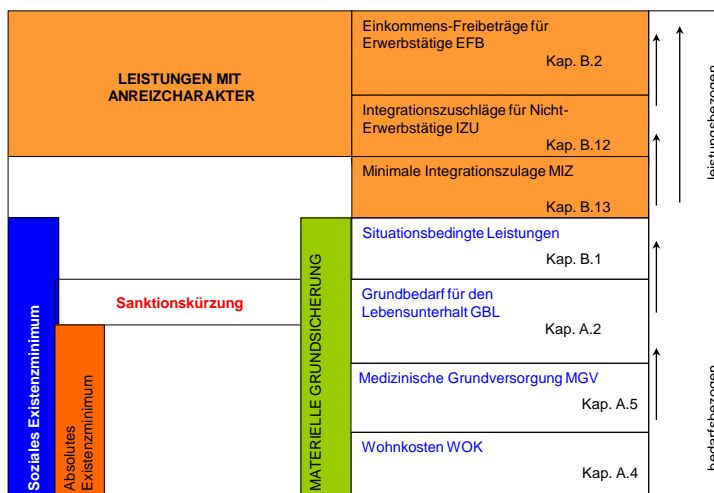 LEISTUNGEN MIT
ANREIZCHARAKTER
Einkommens-Freibeträge für
Erwerbstätige EFB
Kap. B.2
Integrationszuschläge für Nicht-
Erwerbstätige IZU
Kap. B.12
Minimale Integrationszulage MIZ
Kap. B.13
leistungsbezogen
Soziales Existenzminimum
Sanktionskürzung
Absolutes
Existenzminimum
MATERIELLE GRUNDSICHERUNG
Situationsbedingte Leistungen
Kap. B.1
Grundbedarf für den
Lebensunterhalt GBL
Kap. A.2
Medizinische Grundversorgung MGV
Kap. A.5
Wohnkosten WOK
Kap. A.4
bedarfsbezogen